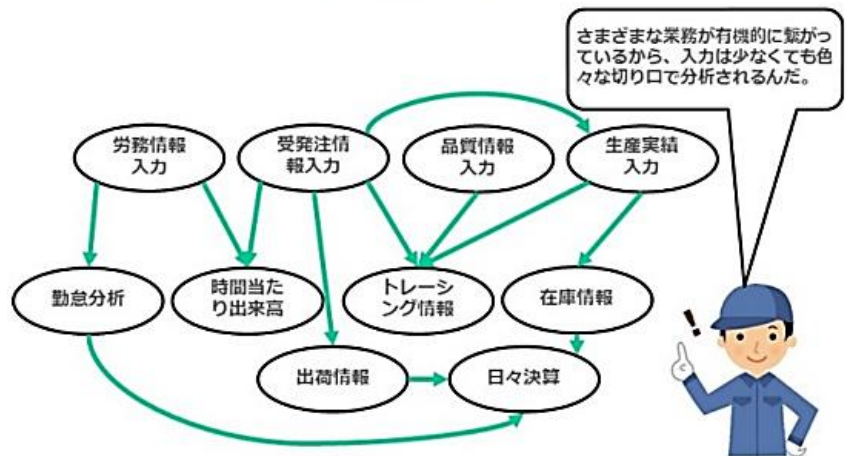 さまざまな業務が有機的に繋がっ
ているから、入力は少なくても色
々な切り口で分析されるんだ。
労務情報
入力
受発注情
報入力
品質情報
入力
生産実績
入力
勤怠分析
時間当た
り出来高
トレーシ
ング情報
在庫情報
出荷情報
日々決算
!